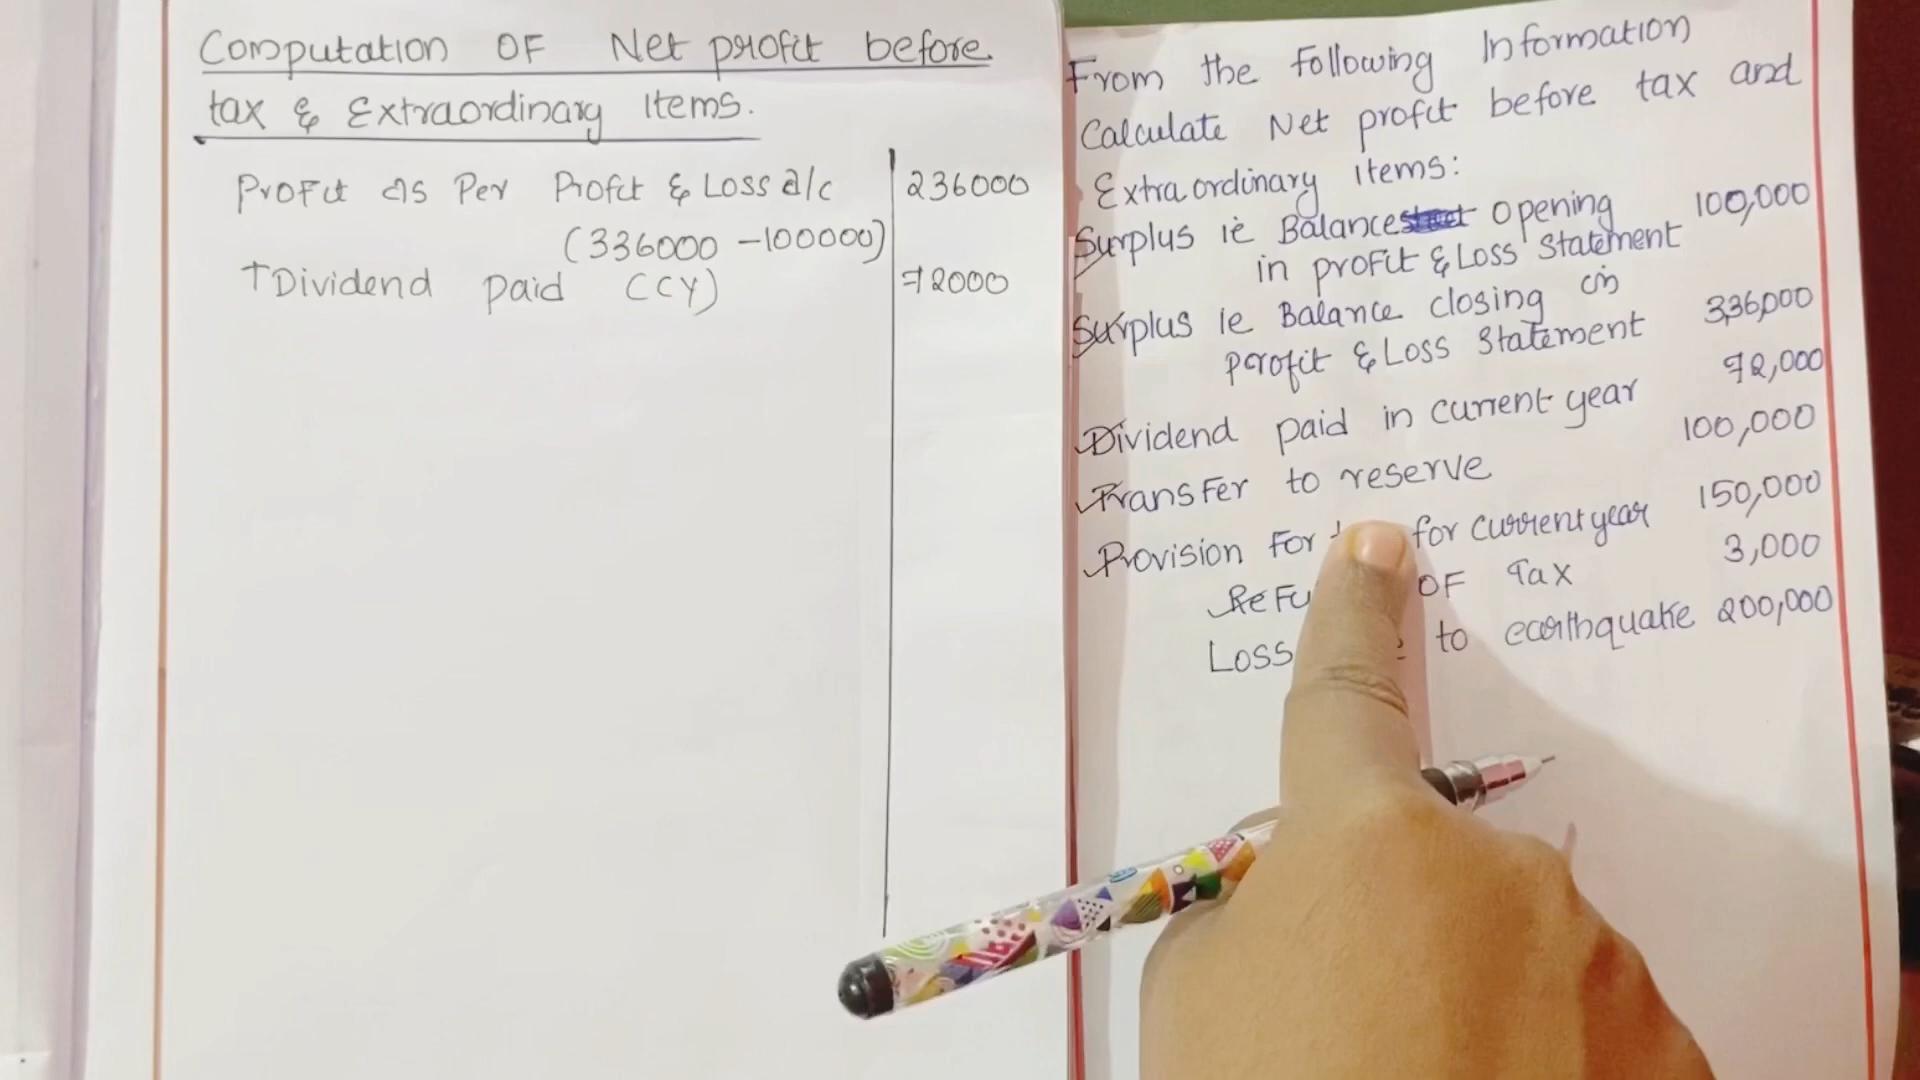 Computation OF Net profit before
tax & Extraordinary Items.
Profit as Per Profit & Loss a/c 236000
(336000 - 100000)
↑ Dividend paid (CY) 72000
From the following Information
Calculate Net profit before tax and
Extraordinary items:
Surplus ie Balance Opening 100,000
in profit & Loss Statement
Surplus ie Balance closing in
profit & Loss Statement 336,000
Dividend paid in current year 72,000
Transfer to reserve 100,000
Provision For for current year 150,000
OF Tax 3,000
Loss to earthquake 200,000